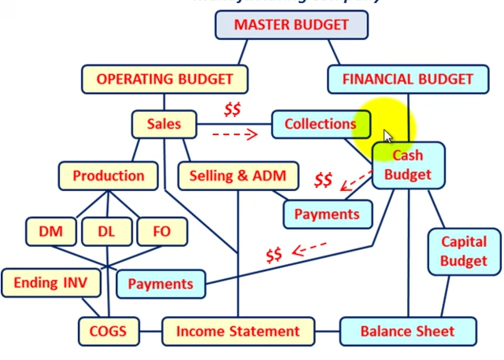 MASTER BUDGET
OPERATING BUDGET
FINANCIAL BUDGET
$$
Sales
Collections
Cash
Budget
Production
Selling & ADM
$$
Payments
DM
DL
FO
$$
Capital
Budget
Ending INV
Payments
COGS
Income Statement
Balance Sheet